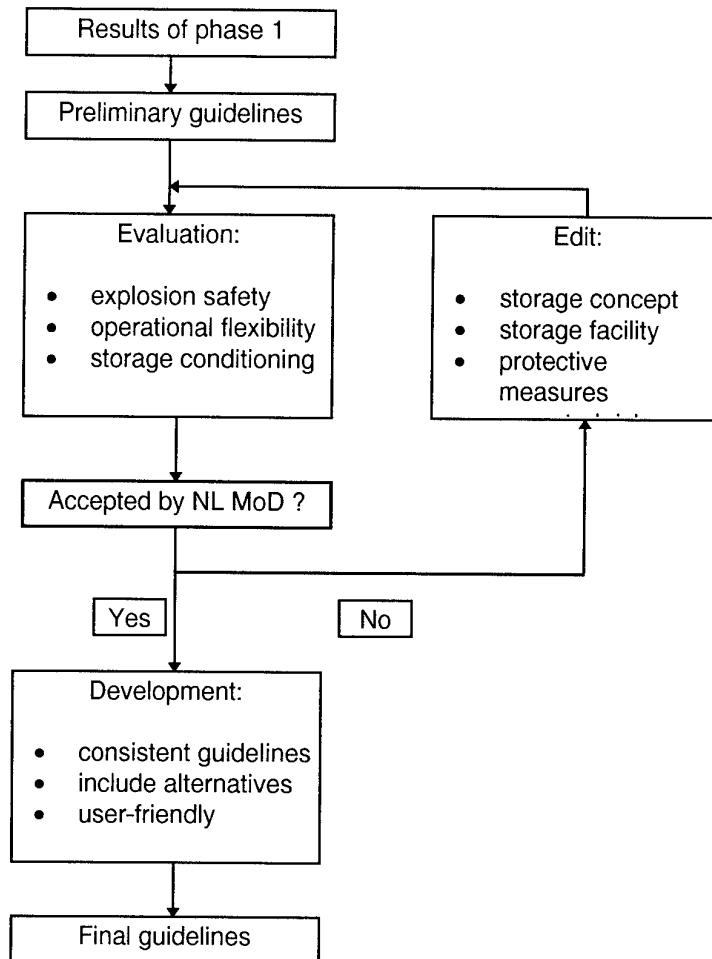 Results of phase 1
Preliminary guidelines
Evaluation:
• explosion safety
• operational flexibility
• storage conditioning
Edit:
• storage concept
• storage facility
• protective
measures
. . . .
Accepted by NL MoD ?
Yes
No
Development:
• consistent guidelines
• include alternatives
• user-friendly
Final guidelines